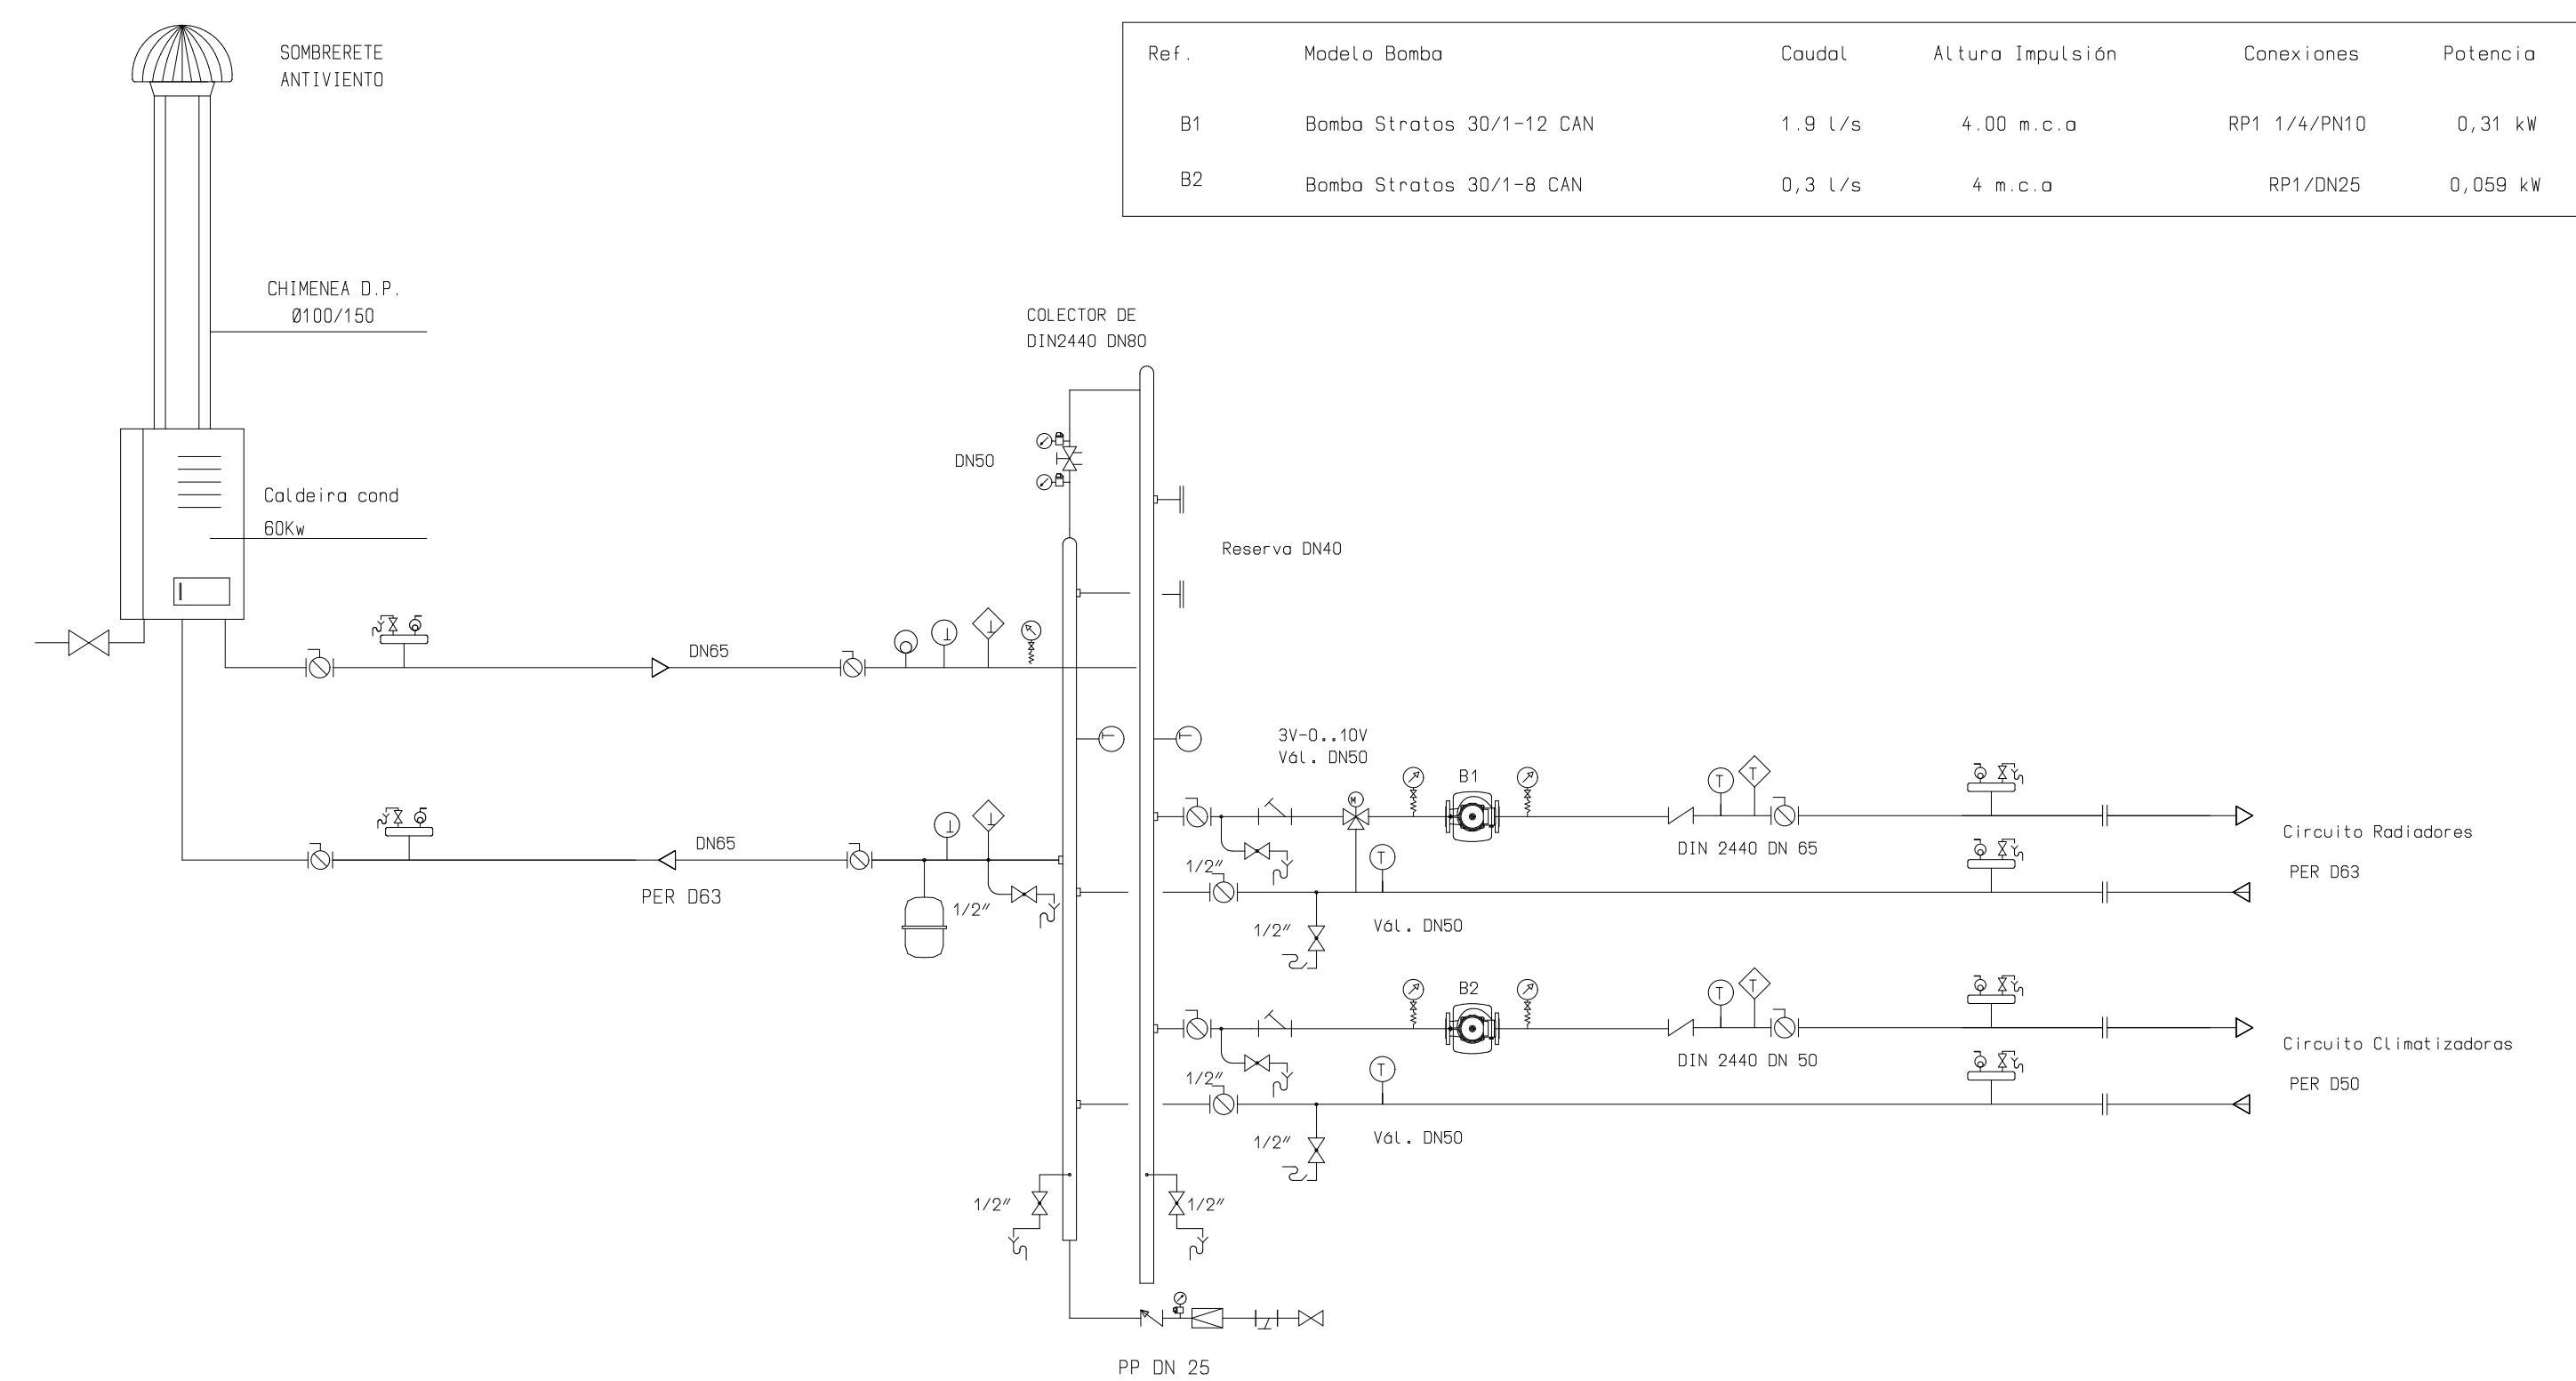 SOMBRERETE
ANTIVIENTO
Ref. Modelo Bomba Caudal Altura Impulsión Conexiones Potencia
B1 Bomba Stratos 30/1-12 CAN 1.9 l/s 4.00 m.c.a RP1 1/4/PN10 0,31 kW
B2 Bomba Stratos 30/1-8 CAN 0,3 l/s 4 m.c.a RP1/DN25 0,059 kW
CHIMENEA D.P.
Ø100/150
COLECTOR DE
DIN2440 DN80
DN50
Caldeira cond
60Kw
Reserva DN40
DN65
3V-0..10V
Vál. DN50
M
B1
T
T
DIN 2440 DN 65
Circuito Radiadores
PER D63
DN65
PER D63
1/2"
1/2"
T
1/2"
Vál. DN50
B2
T
T
DIN 2440 DN 50
Circuito Climatizadoras
PER D50
1/2"
T
1/2"
Vál. DN50
1/2"
1/2"
PP DN 25